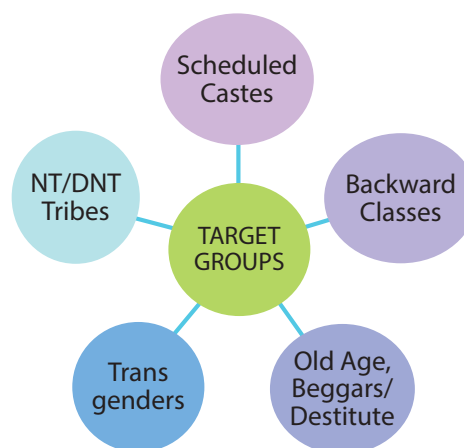 Scheduled
Castes
NT/DNT
Tribes
Backward
Classes
TARGET
GROUPS
Trans
genders
Old Age,
Beggars/
Destitute